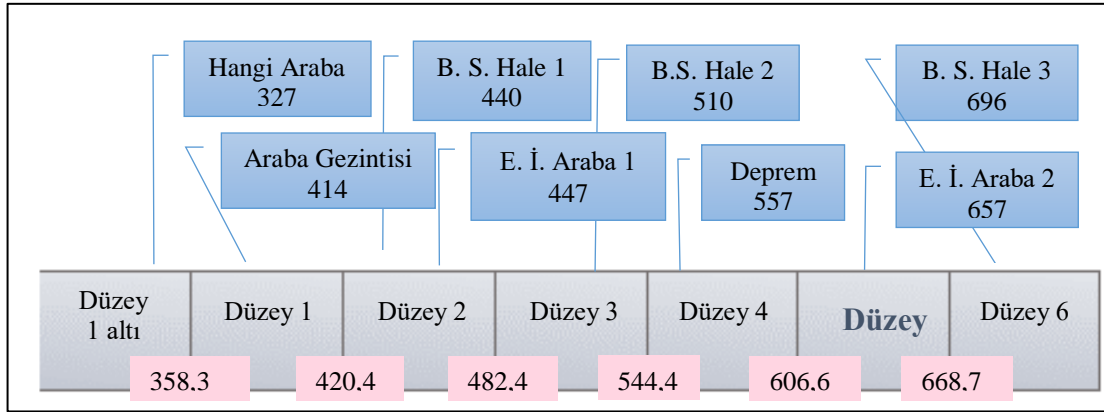 Hangi Araba
327
B. S. Hale 1
440
B.S. Hale 2
510
B. S. Hale 3
696
Araba Gezintisi
414
E. İ. Araba 1
447
Deprem
557
E. İ. Araba 2
657
Düzey
1 altı
Düzey 1
Düzey 2
Düzey 3
Düzey 4
Düzey
Düzey 6
358,3
420,4
482,4
544,4
606,6
668,7